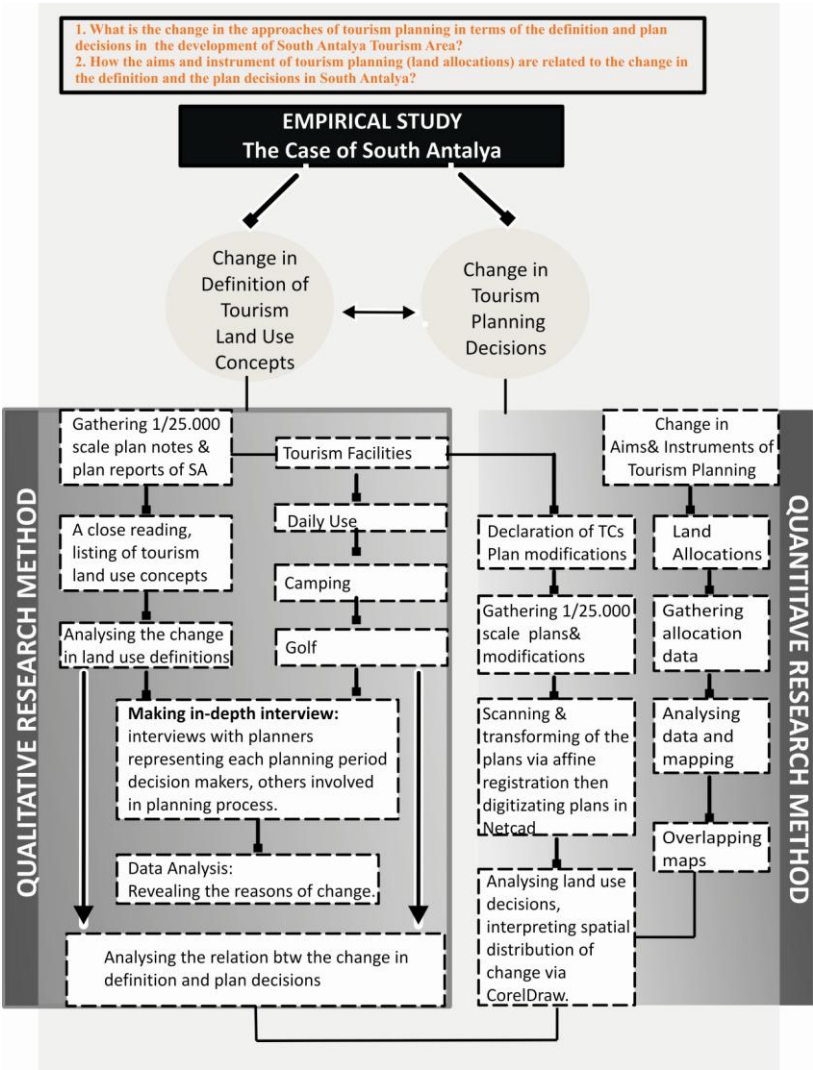 1. What is the change in the approaches of tourism planning in terms of the definition and plan
decisions in the development of South Antalya Tourism Area?
2. How the aims and instrument of tourism planning (land allocations) are related to the change in
the definition and the plan decisions in South Antalya?
EMPIRICAL STUDY
The Case of South Antalya
Change in
Definition of
Tourism
Land Use
Concepts
Change in
Tourism
Planning
Decisions
QUALITATIVE RESEARCH METHOD
Gathering 1/25.000
scale plan notes &
plan reports of SA
A close reading,
listing of tourism
land use concepts
Analysing the change
in land use definitions
Tourism Facilities
Daily Use
Camping
Golf
Making in-depth interview:
interviews with planners
representing each planning period
decision makers, others involved
in planning process.
Data Analysis:
Revealing the reasons of change.
Analysing the relation btw the change in
definition and plan decisions
Declaration of TCs
Plan modifications
Gathering 1/25.000
scale plans&
modifications
Scanning &
transforming of the
plans via affine
registration then
digitizating plans in
Netcad
Analysing land use
decisions,
interpreting spatial
distribution of
change via
CorelDraw.
Change in
Aims& Instruments of
Tourism Planning
Land
Allocations
Gathering
allocation
data
Analysing
data and
mapping
Overlapping
maps
QUANTITAVE RESEARCH METHOD